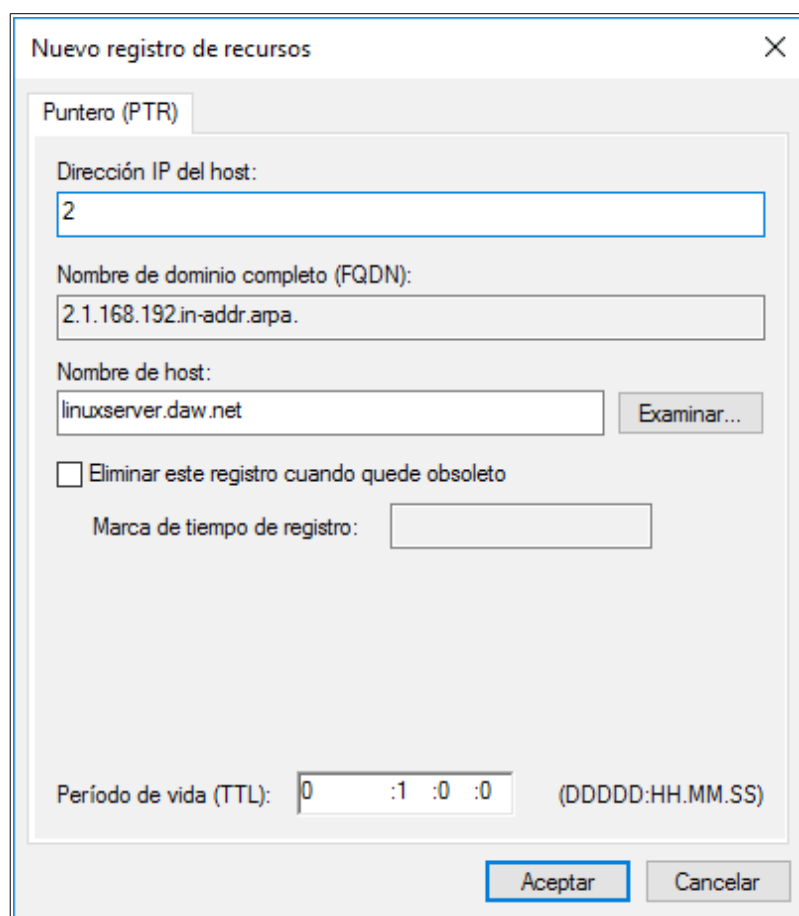 Nuevo registro de recursos
Puntero (PTR)
Dirección IP del host:
2
Nombre de dominio completo (FQDN):
2.1.168.192.in-addr.arpa.
Nombre de host:
linuxserver.daw.net
Examinar...
Eliminar este registro cuando quede obsoleto
Marca de tiempo de registro:
Período de vida (TTL): 0 :1 :0 :0 (DDDDD:HH.MM.SS)
Aceptar Cancelar